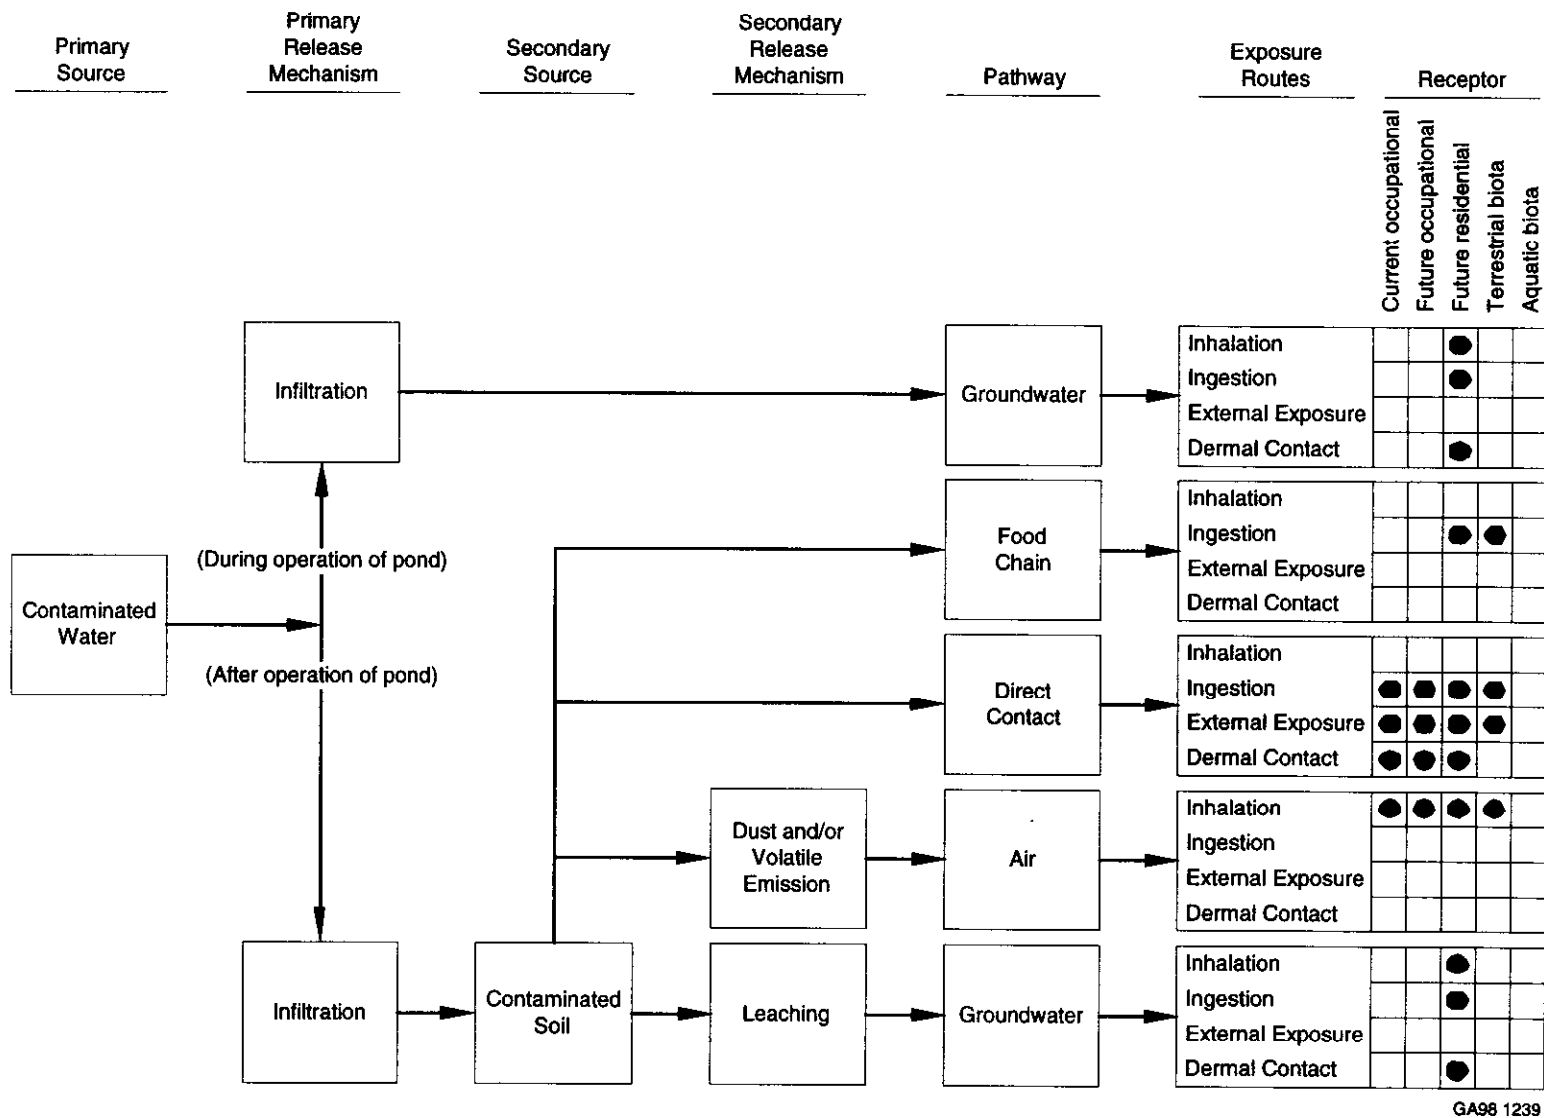 Primary
Source
Primary
Release
Mechanism
Secondary
Source
Secondary
Release
Mechanism
Pathway
Exposure
Routes
Receptor
Current occupational
Future occupational
Future residential
Terrestrial biota
Aquatic biota
Infiltration
Groundwater
Inhalation
Ingestion
External Exposure
Dermal Contact
(During operation of pond)
Food
Chain
Inhalation
Ingestion
External Exposure
Dermal Contact
Contaminated
Water
(After operation of pond)
Direct
Contact
Inhalation
Ingestion
External Exposure
Dermal Contact
Dust and/or
Volatile
Emission
Air
Inhalation
Ingestion
External Exposure
Dermal Contact
Infiltration
Contaminated
Soil
Leaching
Groundwater
Inhalation
Ingestion
External Exposure
Dermal Contact
GA98 1239